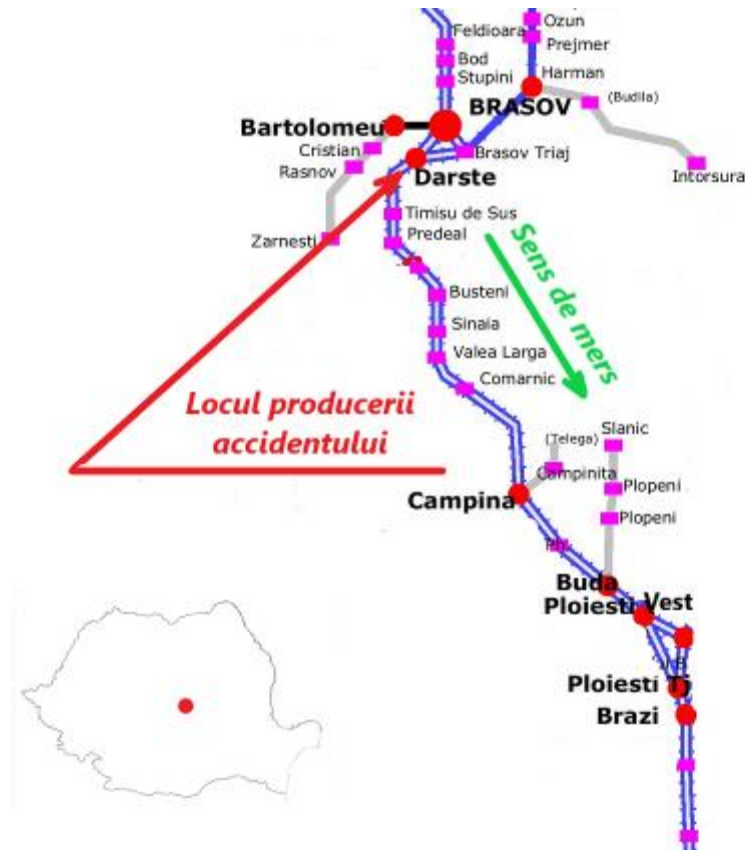 Ozun
Feldioara
Prejmer
Bod
Stupini
Harman
(Budila)
BRASOV
Bartolomeu
Cristian
Brasov Triaj
Rasnov
Darste
Intorsura
Timisu de Sus
Zarnesti
Predeal
Sens de mers
Busteni
Sinaia
Valea Larga
Comarnic
Locul producerii
accidentului
(Telega)
Slanic
Campinita
Plopeni
Campina
Plopeni
Buda
Ploiesti Vest
Ploiesti Tj
Brazi